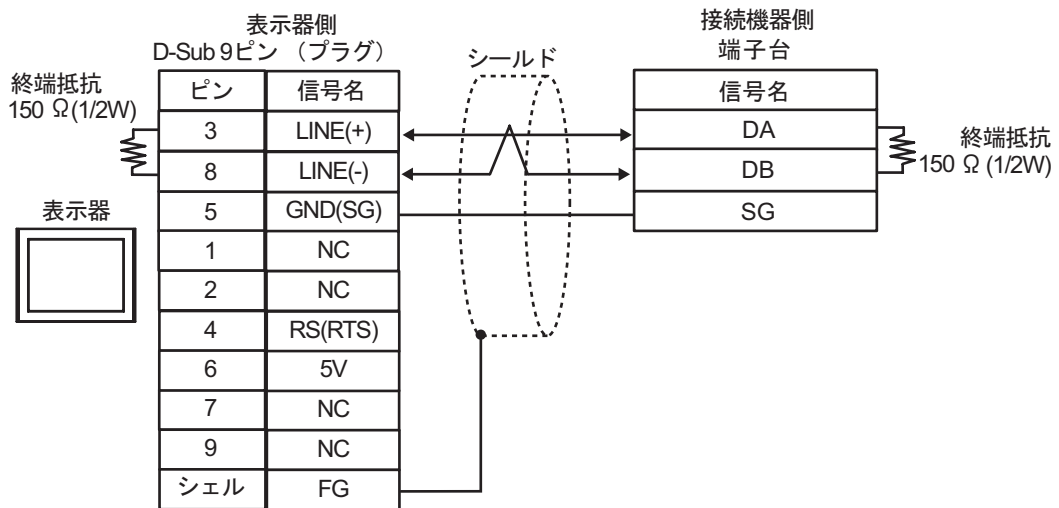 表示器側
D-Sub 9ピン （プラグ）
接続機器側
端子台
シールド
終端抵抗
150 Ω(1/2W)
ピン 信号名
3 LINE(+)
8 LINE(-)
5 GND(SG)
1 NC
2 NC
4 RS(RTS)
6 5V
7 NC
9 NC
シェル FG
表示器
信号名
DA
DB
SG
終端抵抗
150 Ω (1/2W)